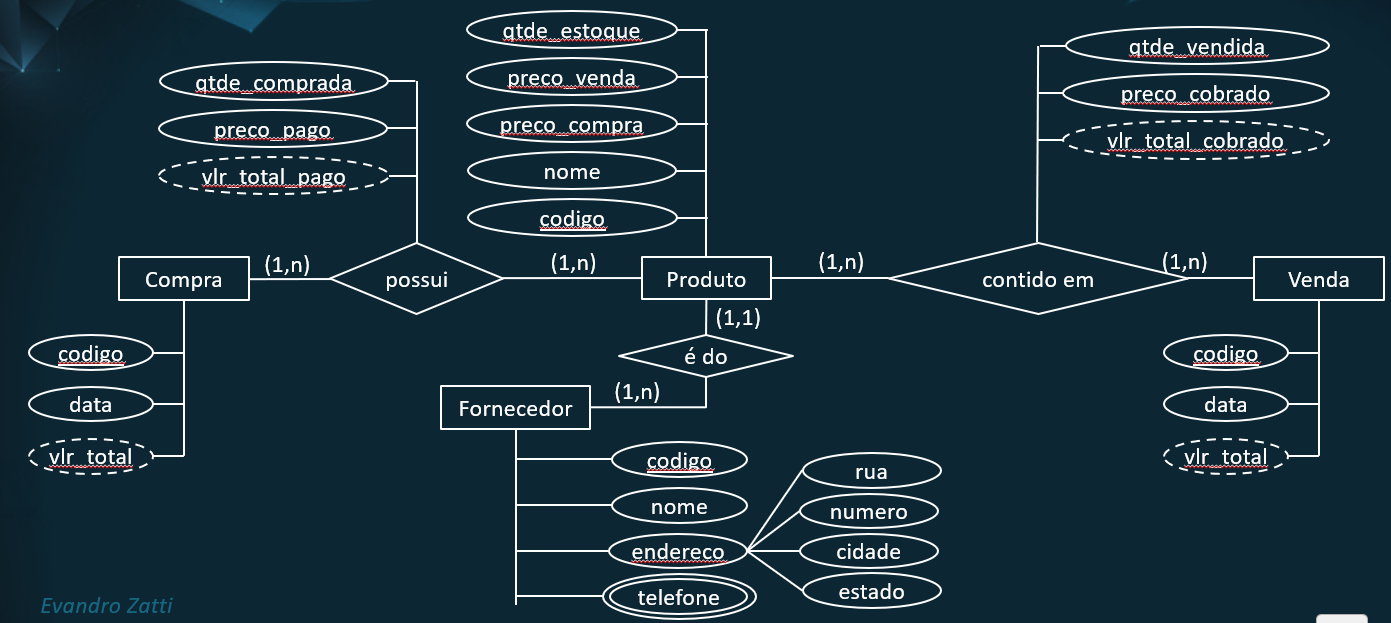 qtde_estoque
qtde_vendida
preco_venda
qtde_comprada
preco_cobrado
preco_compra
preco_pago
vlr_total_cobrado
nome
vlr_total_pago
codigo
(1,n)
(1,n)
(1,n)
(1,n)
Compra
possui
Produto
contido em
Venda
(1,1)
codigo
é do
codigo
(1,n)
data
Fornecedor
data
vlr_total
codigo
vlr_total
rua
nome
numero
endereco
cidade
telefone
estado
Evandro Zatti